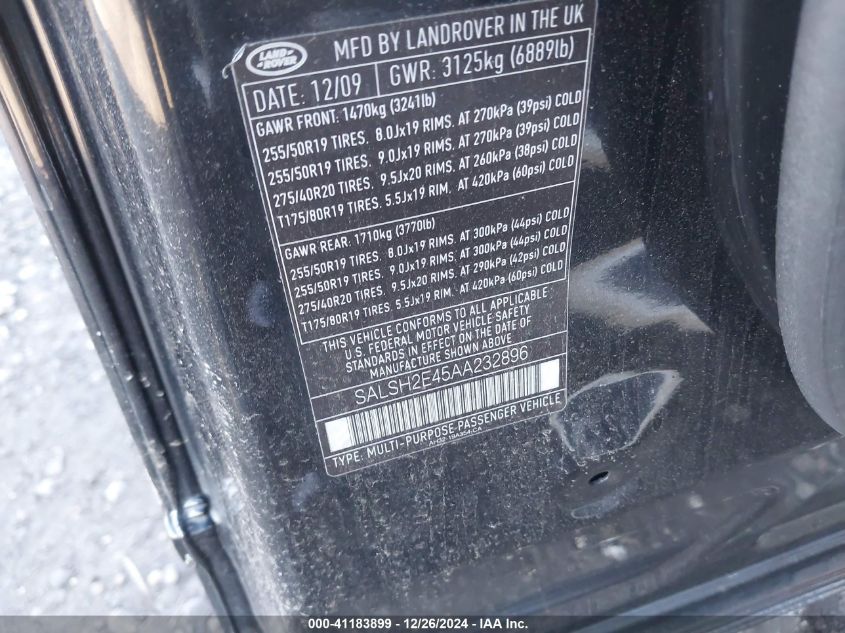 LAND ROVER
MFD BY LANDROVER IN THE UK
DATE: 12/09
GWR: 3125kg (6889lb)
GAWR FRONT: 1470kg (3241lb)
255/50R19 TIRES. 8.0Jx19 RIMS. AT 270kPa (39psi) COLD
255/50R19 TIRES. 9.0Jx19 RIMS. AT 270kPa (39psi) COLD
275/40R20 TIRES. 9.5Jx20 RIMS. AT 260kPa (38psi) COLD
T175/80R19 TIRES. 5.5Jx19 RIM. AT 420kPa (60psi) COLD
GAWR REAR: 1710kg (3770lb)
255/50R19 TIRES. 8.0Jx19 RIMS. AT 300kPa (44psi) COLD
255/50R19 TIRES. 9.0Jx19 RIMS. AT 300kPa (44psi) COLD
275/40R20 TIRES. 9.5Jx20 RIMS. AT 290kPa (42psi) COLD
T175/80R19 TIRES. 5.5Jx19 RIM. AT 420kPa (60psi) COLD
THIS VEHICLE CONFORMS TO ALL APPLICABLE
U.S. FEDERAL MOTOR VEHICLE SAFETY
STANDARDS IN EFFECT ON THE DATE OF
MANUFACTURE SHOWN ABOVE
SALSH2E45AA232896
TYPE: MULTI-PURPOSE PASSENGER VEHICLE
000-41183899 - 12/26/2024 - IAA Inc.